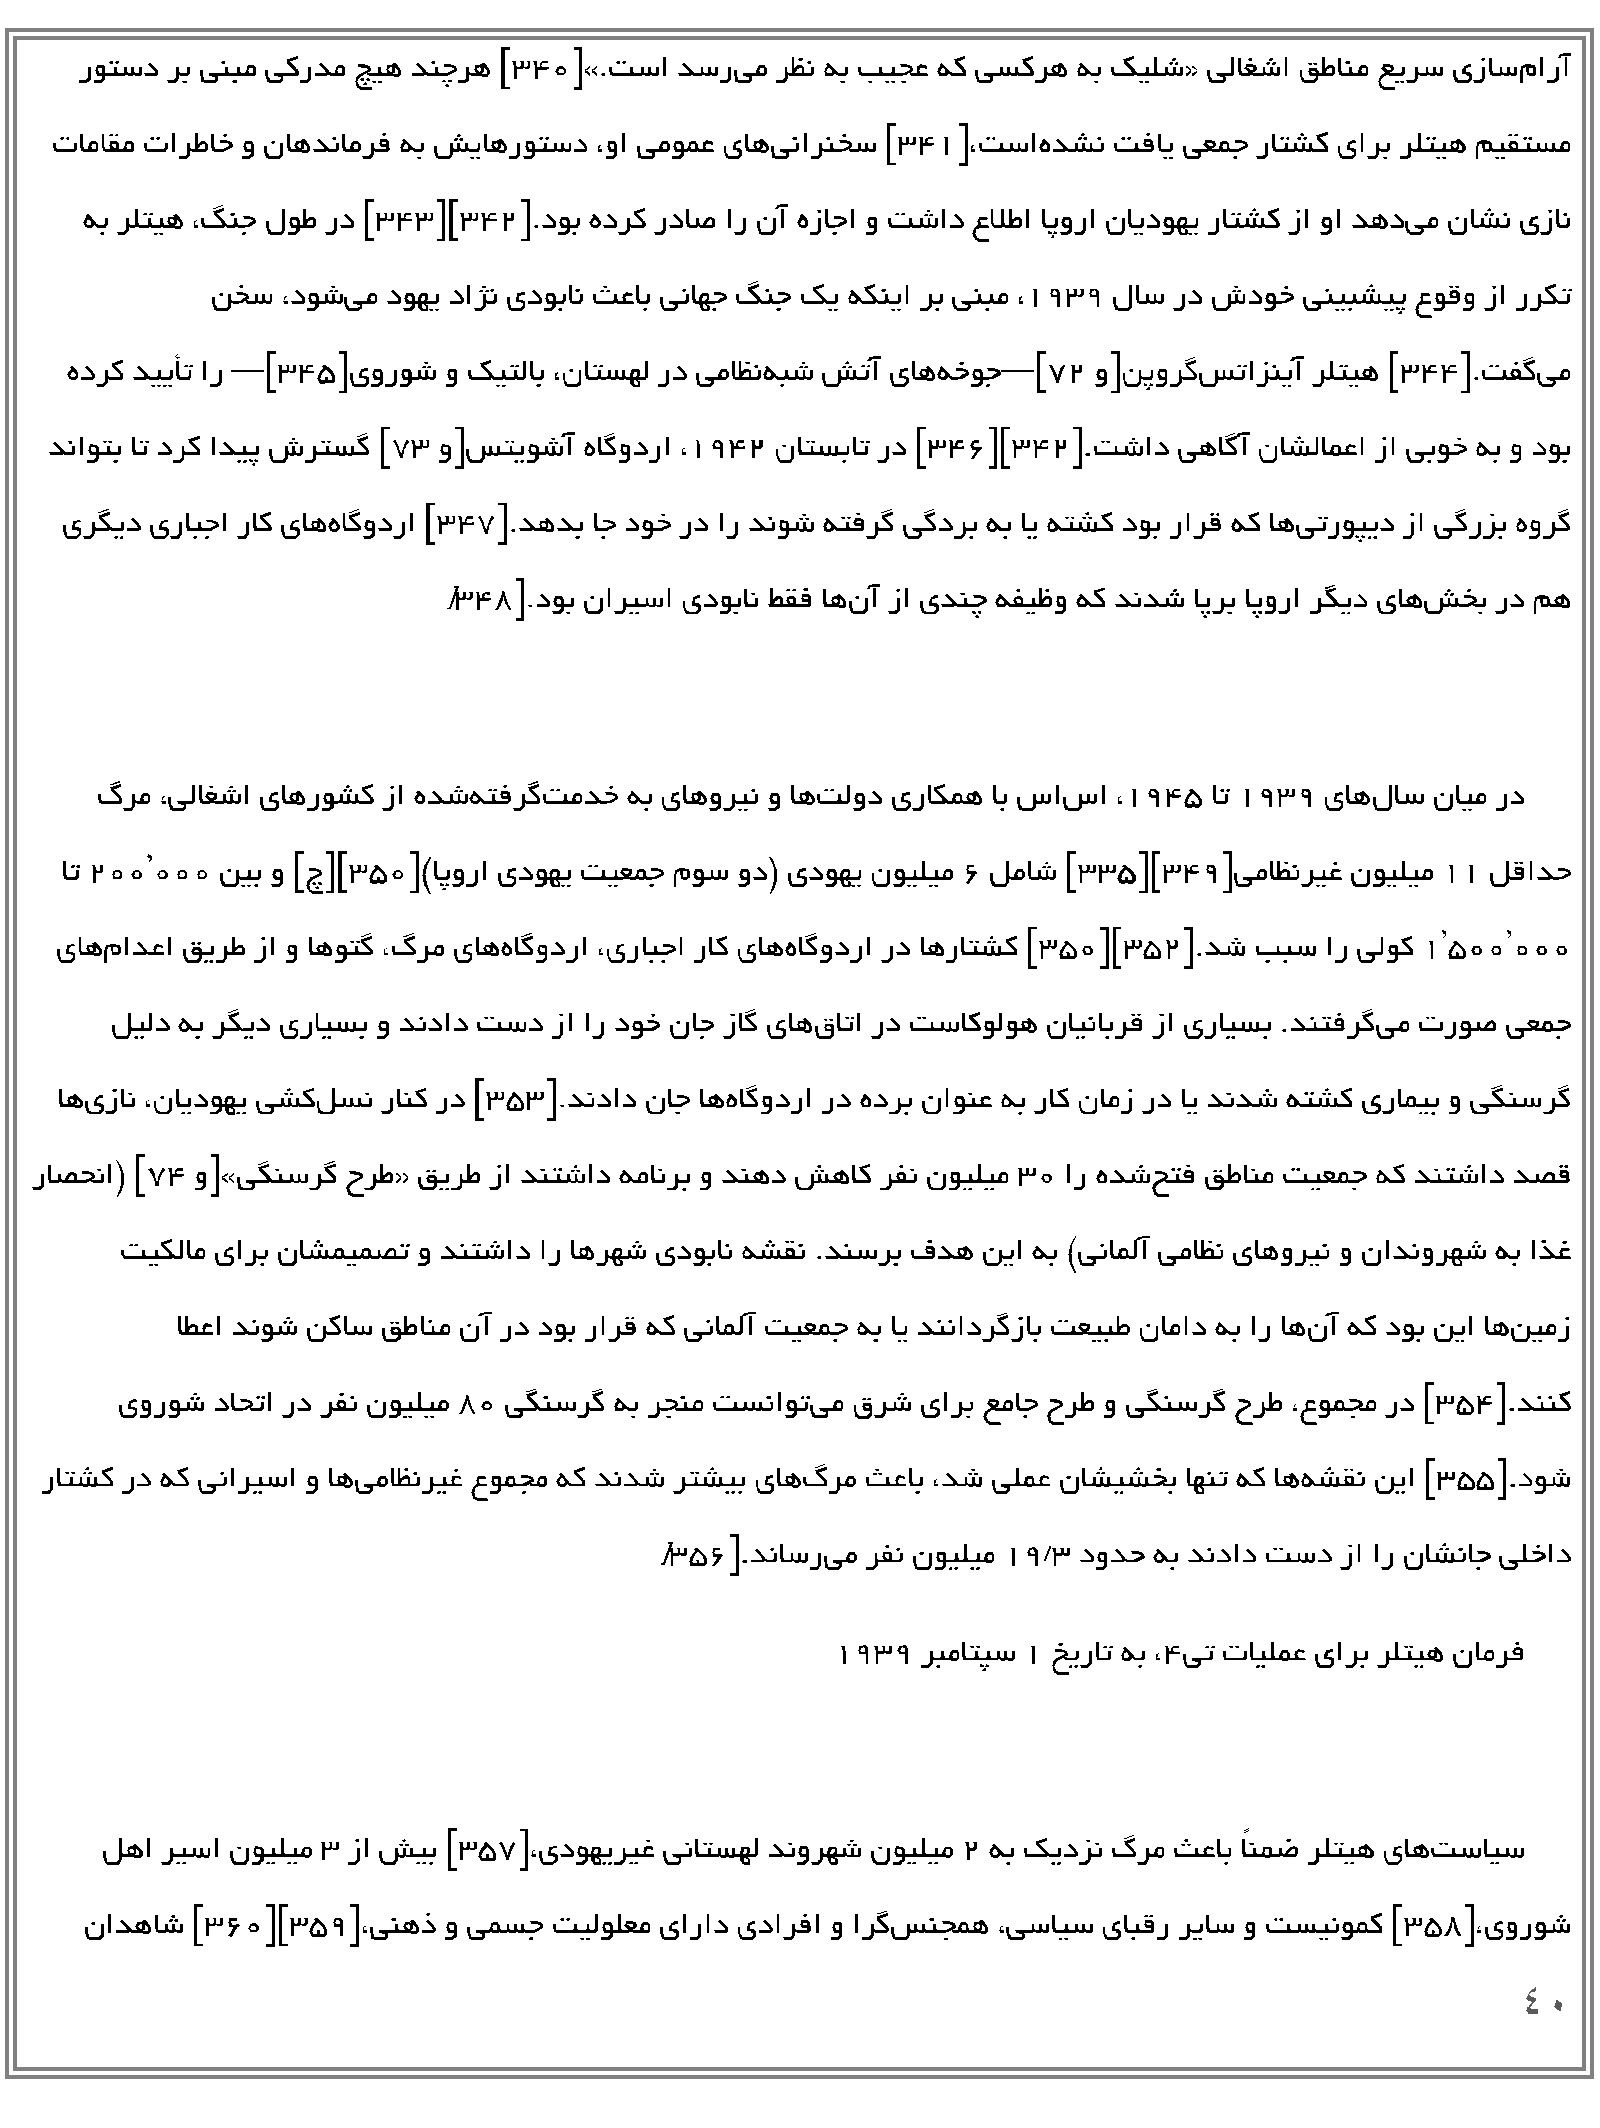 آرام‌سازی سریع مناطق اشغالی «شلیک به هرکسی که عجیب به نظر می‌رسد است.»[۳۴۰] هرچند هیچ مدرکی مبنی بر دستور
مستقیم هیتلر برای کشتار جمعی یافت نشده‌است،[۳۴۱] سخنرانی‌های عمومی او، دستورهایش به فرماندهان و خاطرات مقامات
نازی نشان می‌دهد او از کشتار یهودیان اروپا اطلاع داشت و اجازه آن را صادر کرده بود.[۳۴۲][۳۴۳] در طول جنگ، هیتلر به
تکرر از وقوع پیشبینی خودش در سال ۱۹۳۹، مبنی بر اینکه یک جنگ جهانی باعث نابودی نژاد یهود می‌شود، سخن
می‌گفت.[۳۴۴] هیتلر آینزاتس‌گروپن[و ۷۲]—جوخه‌های آتش شبه‌نظامی در لهستان، بالتیک و شوروی[۳۴۵]— را تأیید کرده
بود و به خوبی از اعمالشان آگاهی داشت.[۳۴۲][۳۴۶] در تابستان ۱۹۴۲، اردوگاه آشویتس[و ۷۳] گسترش پیدا کرد تا بتواند
گروه بزرگی از دیپورتی‌ها که قرار بود کشته یا به بردگی گرفته شوند را در خود جا بدهد.[۳۴۷] اردوگاه‌های کار اجباری دیگری
هم در بخش‌های دیگر اروپا برپا شدند که وظیفه چندی از آن‌ها فقط نابودی اسیران بود.[۳۴۸]
در میان سال‌های ۱۹۳۹ تا ۱۹۴۵، اس‌اس با همکاری دولت‌ها و نیروهای به خدمت‌گرفته‌شده از کشورهای اشغالی، مرگ
حداقل ۱۱ میلیون غیرنظامی[۳۴۹][۳۳۵] شامل ۶ میلیون یهودی (دو سوم جمعیت یهودی اروپا)[۳۵۰][چ] و بین ۲۰۰٬۰۰۰ تا
۱٬۵۰۰٬۰۰۰ کولی را سبب شد.[۳۵۲][۳۵۰] کشتارها در اردوگاه‌های کار اجباری، اردوگاه‌های مرگ، گتوها و از طریق اعدام‌های
جمعی صورت می‌گرفتند. بسیاری از قربانیان هولوکاست در اتاق‌های گاز جان خود را از دست دادند و بسیاری دیگر به دلیل
گرسنگی و بیماری کشته شدند یا در زمان کار به عنوان برده در اردوگاه‌ها جان دادند.[۳۵۳] در کنار نسل‌کشی یهودیان، نازی‌ها
قصد داشتند که جمعیت مناطق فتح‌شده را ۳۰ میلیون نفر کاهش دهند و برنامه داشتند از طریق «طرح گرسنگی»[و ۷۴] (انحصار
غذا به شهروندان و نیروهای نظامی آلمانی) به این هدف برسند. نقشه نابودی شهرها را داشتند و تصمیمشان برای مالکیت
زمین‌ها این بود که آن‌ها را به دامان طبیعت بازگردانند یا به جمعیت آلمانی که قرار بود در آن مناطق ساکن شوند اعطا
کنند.[۳۵۴] در مجموع، طرح گرسنگی و طرح جامع برای شرق می‌توانست منجر به گرسنگی ۸۰ میلیون نفر در اتحاد شوروی
شود.[۳۵۵] این نقشه‌ها که تنها بخشیشان عملی شد، باعث مرگ‌های بیشتر شدند که مجموع غیرنظامی‌ها و اسیرانی که در کشتار
داخلی جانشان را از دست دادند به حدود ۱۹/۳ میلیون نفر می‌رساند.[۳۵۶]
فرمان هیتلر برای عملیات تی۴، به تاریخ ۱ سپتامبر ۱۹۳۹
سیاست‌های هیتلر ضمناً باعث مرگ نزدیک به ۲ میلیون شهروند لهستانی غیریهودی،[۳۵۷] بیش از ۳ میلیون اسیر اهل
شوروی،[۳۵۸] کمونیست و سایر رقبای سیاسی، همجنس‌گرا و افرادی دارای معلولیت جسمی و ذهنی،[۳۵۹][۳۶۰] شاهدان
٤٠